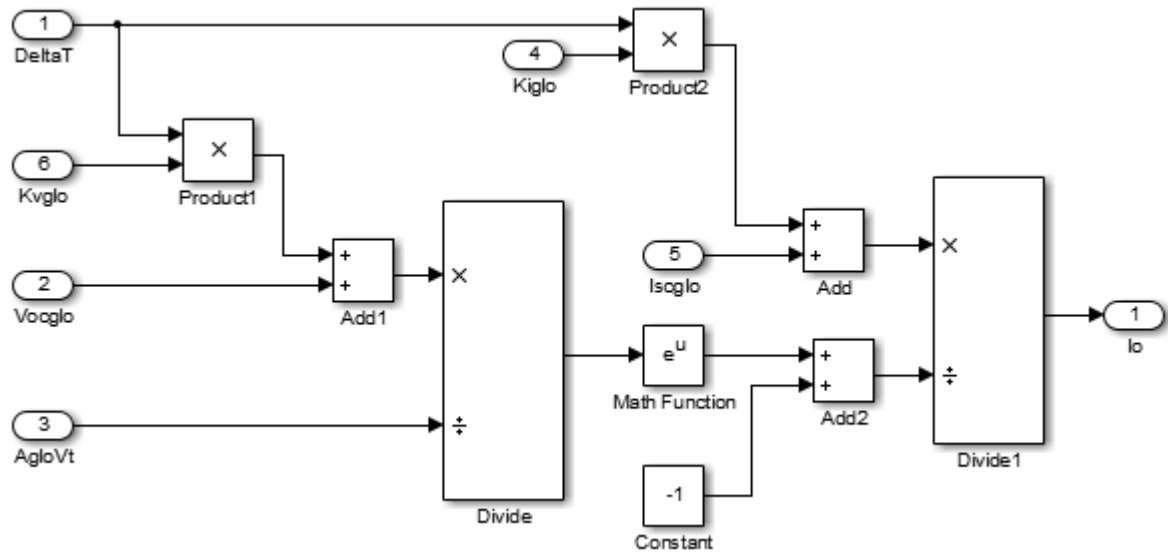 1
DeltaT
4
Kiglo
×
Product2
6
Kvglo
×
Product1
2
Vocglo
+
+
Add1
×
÷
Divide
3
AgloVt
5
Iscglo
+
+
Add
e^u
Math Function
-1
Constant
+
+
Add2
×
÷
Divide1
1
Io